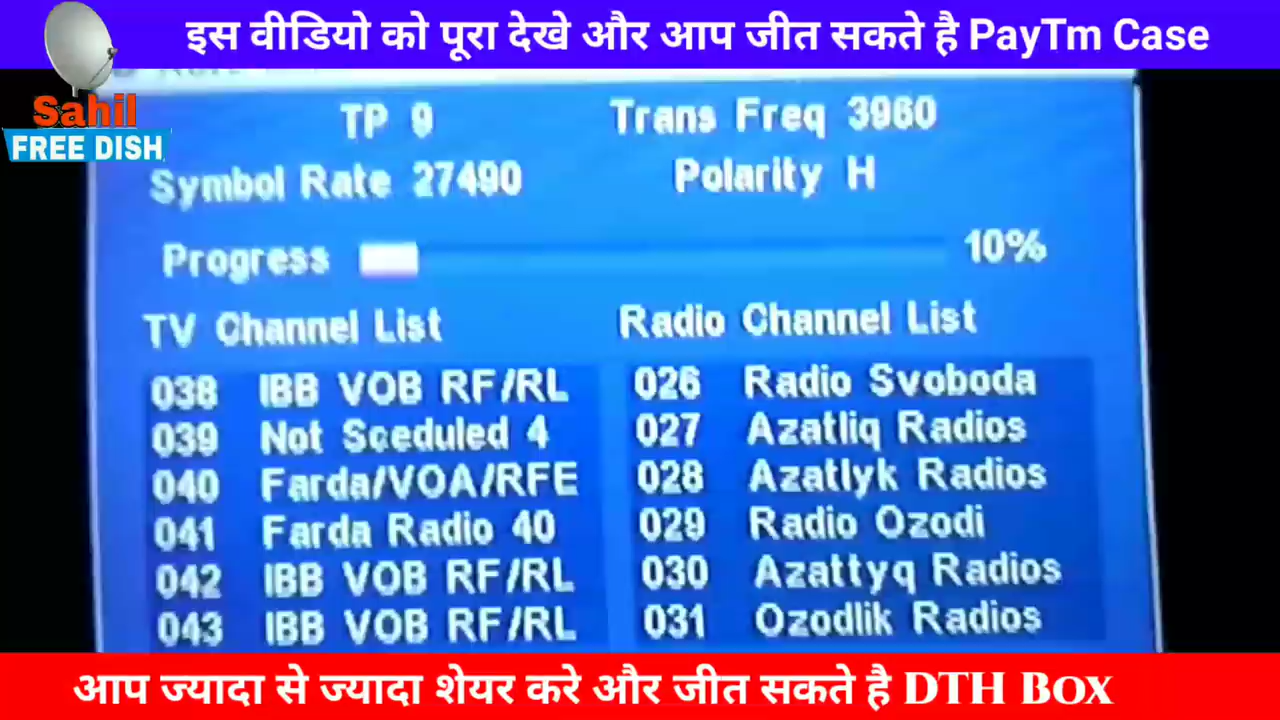 इस वीडियो को पूरा देखे और आप जीत सकते है PayTm Case
Sahil
FREE DISH
TP 9 Trans Freq 3960
Symbol Rate 27490 Polarity H
Progress 10%
TV Channel List Radio Channel List
038 IBB VOB RF/RL 026 Radio Svoboda
039 Not Sceduled 4 027 Azatliq Radios
040 Farda/VOA/RFE 028 Azatlyk Radios
041 Farda Radio 40 029 Radio Ozodi
042 IBB VOB RF/RL 030 Azattyq Radios
043 IBB VOB RF/RL 031 Ozodlik Radios
आप ज्यादा से ज्यादा शेयर करे और जीत सकते है DTH Box